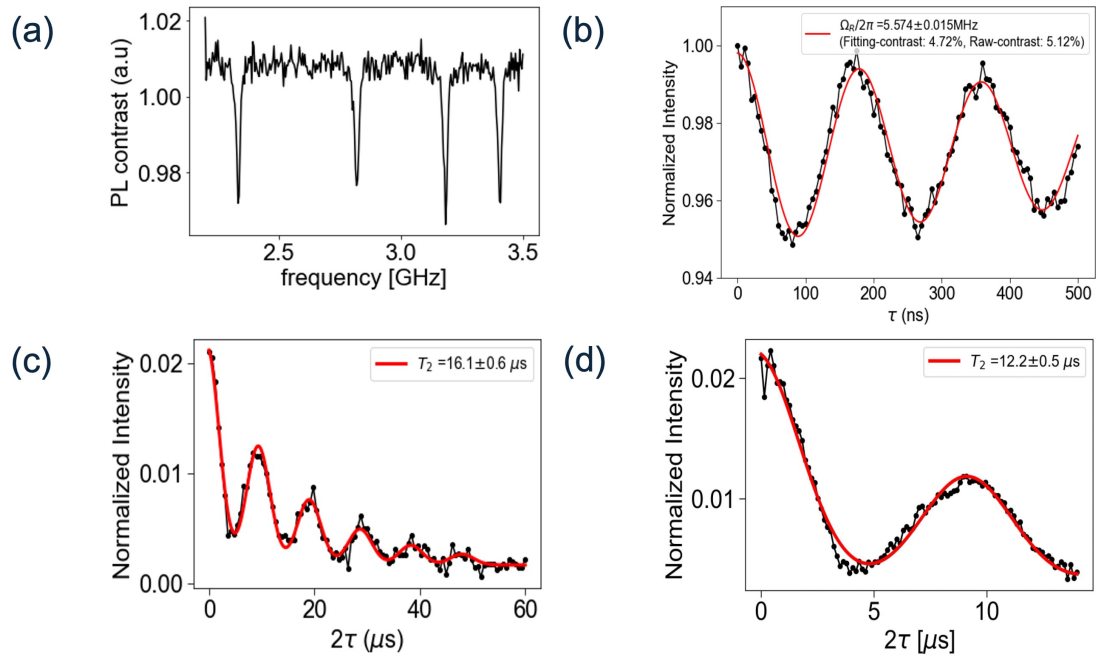 (a)
1.02
1.00
0.98
PL contrast (a.u)
2.5
3.0
3.5
frequency [GHz]
(b)
Ω_R/2π =5.574±0.015MHz
(Fitting-contrast: 4.72%, Raw-contrast: 5.12%)
1.00
0.98
0.96
0.94
Normalized Intensity
0
100
200
300
400
500
τ (ns)
(c)
T₂ =16.1±0.6 μs
0.02
0.01
0.00
Normalized Intensity
0
20
40
60
2τ (μs)
(d)
T₂ =12.2±0.5 μs
0.02
0.01
Normalized Intensity
0
5
10
2τ [μs]